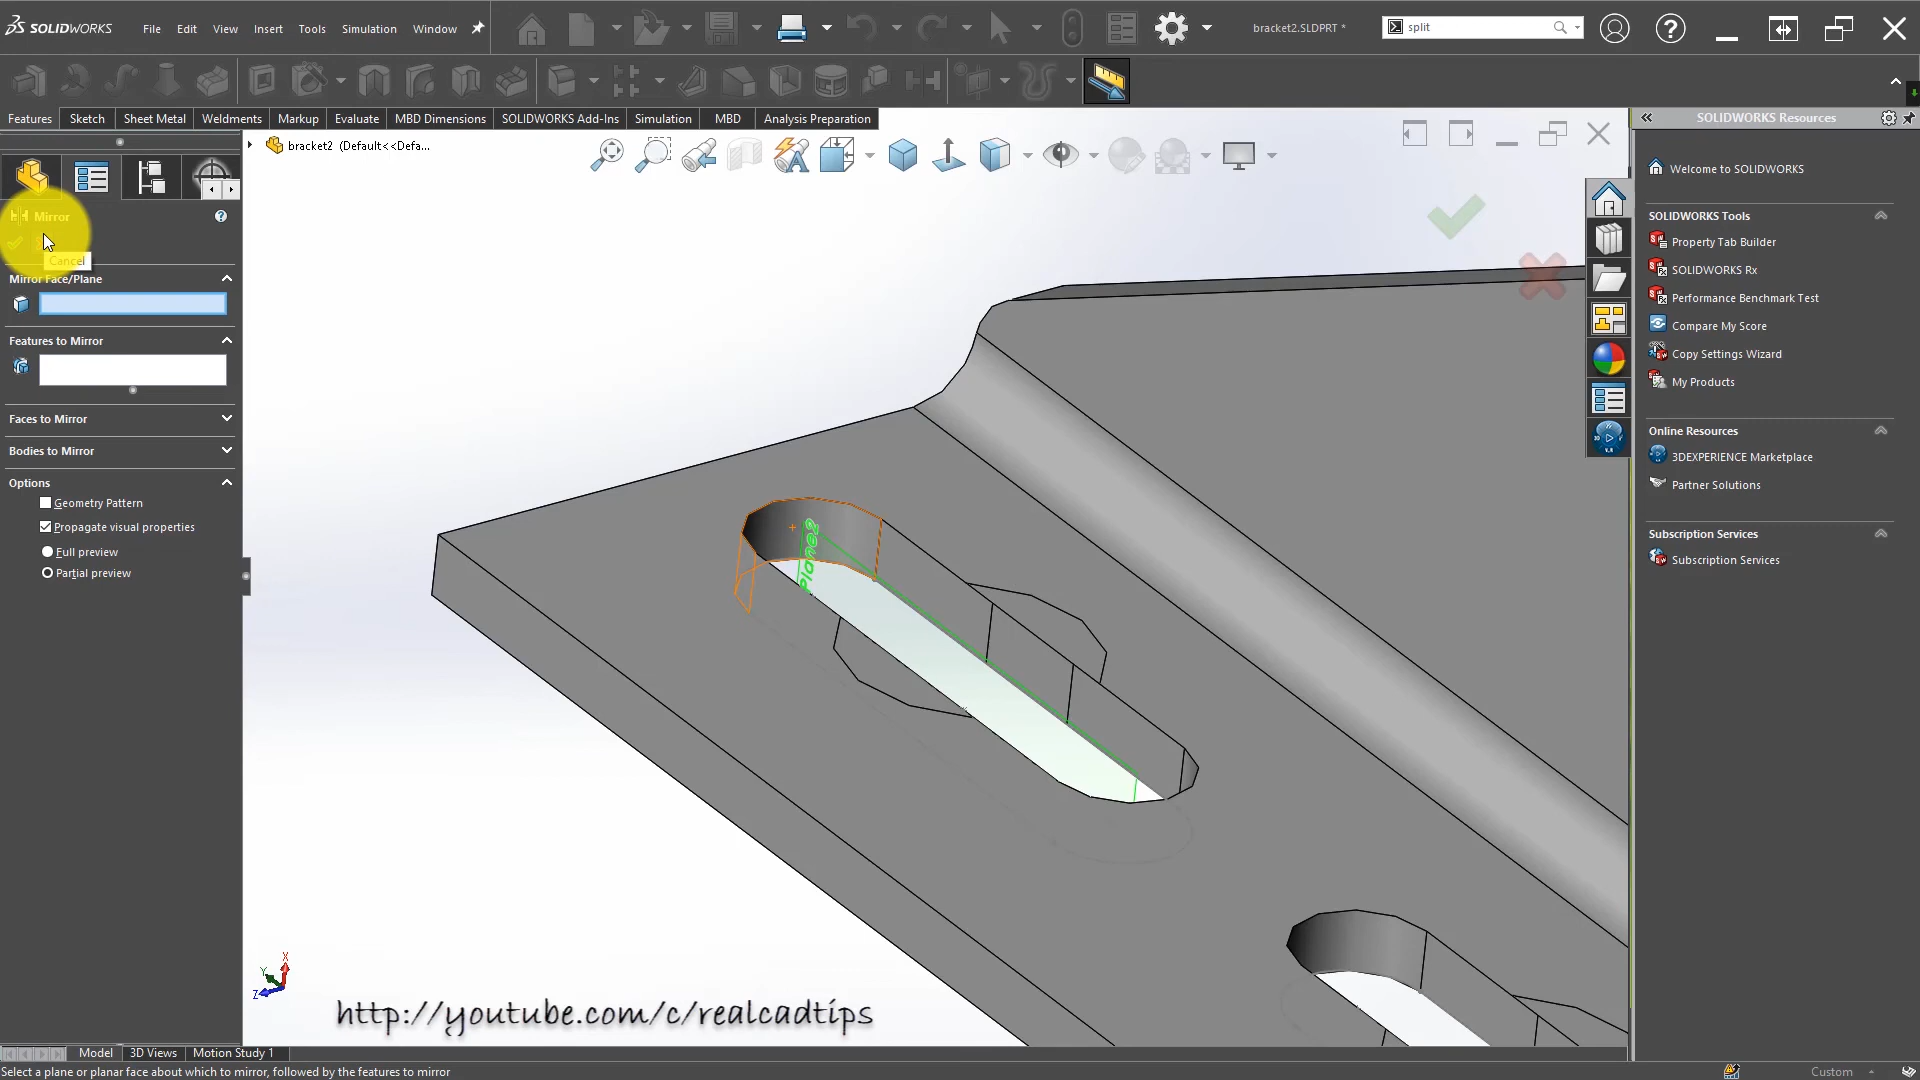 SOLIDWORKS
File Edit View Insert Tools Simulation Window
bracket2.SLDPRT *
split
Features Sketch Sheet Metal Weldments Markup Evaluate MBD Dimensions SOLIDWORKS Add-Ins Simulation MBD Analysis Preparation
SOLIDWORKS Resources
bracket2 (Default<<Defa...
Welcome to SOLIDWORKS
Mirror
Cancel
Mirror Face/Plane
Features to Mirror
Faces to Mirror
Bodies to Mirror
Options
Geometry Pattern
Propagate visual properties
Full preview
Partial preview
SOLIDWORKS Tools
Property Tab Builder
SOLIDWORKS Rx
Performance Benchmark Test
Compare My Score
Copy Settings Wizard
My Products
Online Resources
3DEXPERIENCE Marketplace
Partner Solutions
Subscription Services
Subscription Services
Plane2
X
Y
Z
http://youtube.com/c/realcadtips
Model 3D Views Motion Study 1
Select a plane or planar face about which to mirror, followed by the features to mirror
Custom